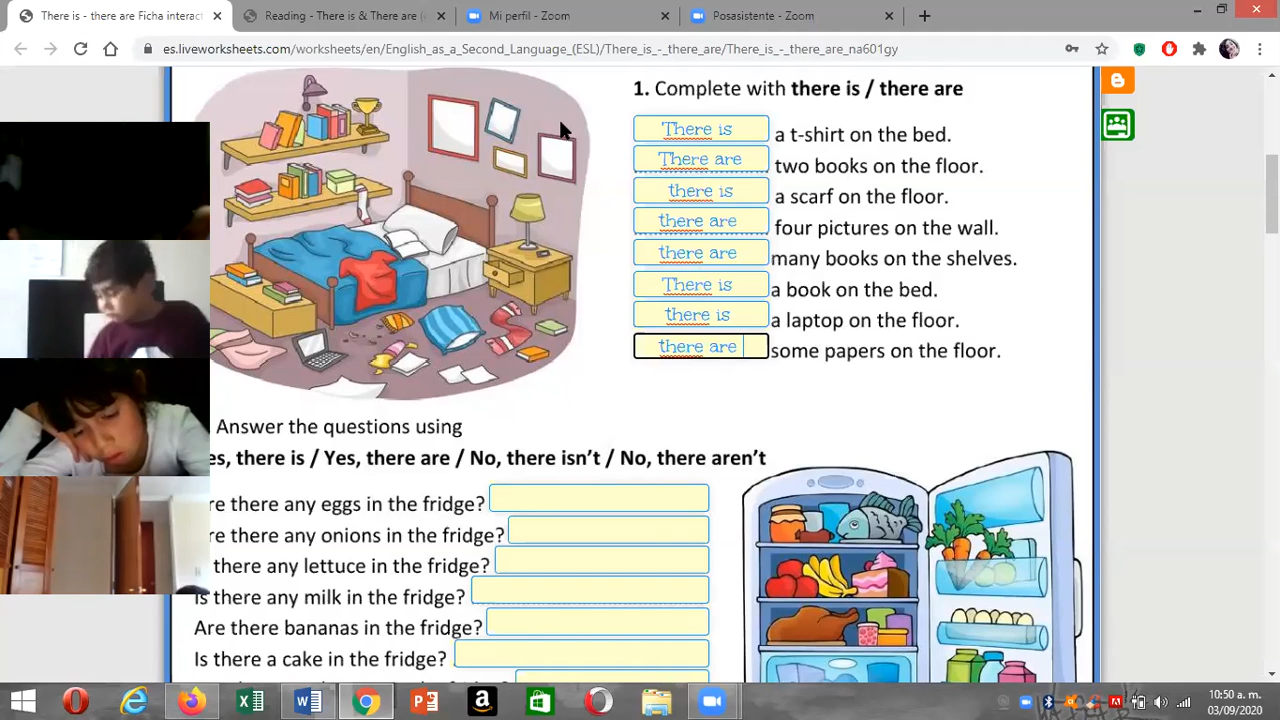 There is - there are Ficha interact
Reading - There is & There are (
Mi perfil - Zoom
Posasistente - Zoom
es.liveworksheets.com/worksheets/en/English_as_a_Second_Language_(ESL)/There_is_-_there_are/There_is_-_there_are_na601gy
1. Complete with there is / there are
There is a t-shirt on the bed.
There are two books on the floor.
there is a scarf on the floor.
there are four pictures on the wall.
there are many books on the shelves.
There is a book on the bed.
there is a laptop on the floor.
there are some papers on the floor.
Answer the questions using
es, there is / Yes, there are / No, there isn't / No, there aren't
re there any eggs in the fridge?
re there any onions in the fridge?
there any lettuce in the fridge?
Is there any milk in the fridge?
Are there bananas in the fridge?
Is there a cake in the fridge?
10:50 a. m.
03/09/2020